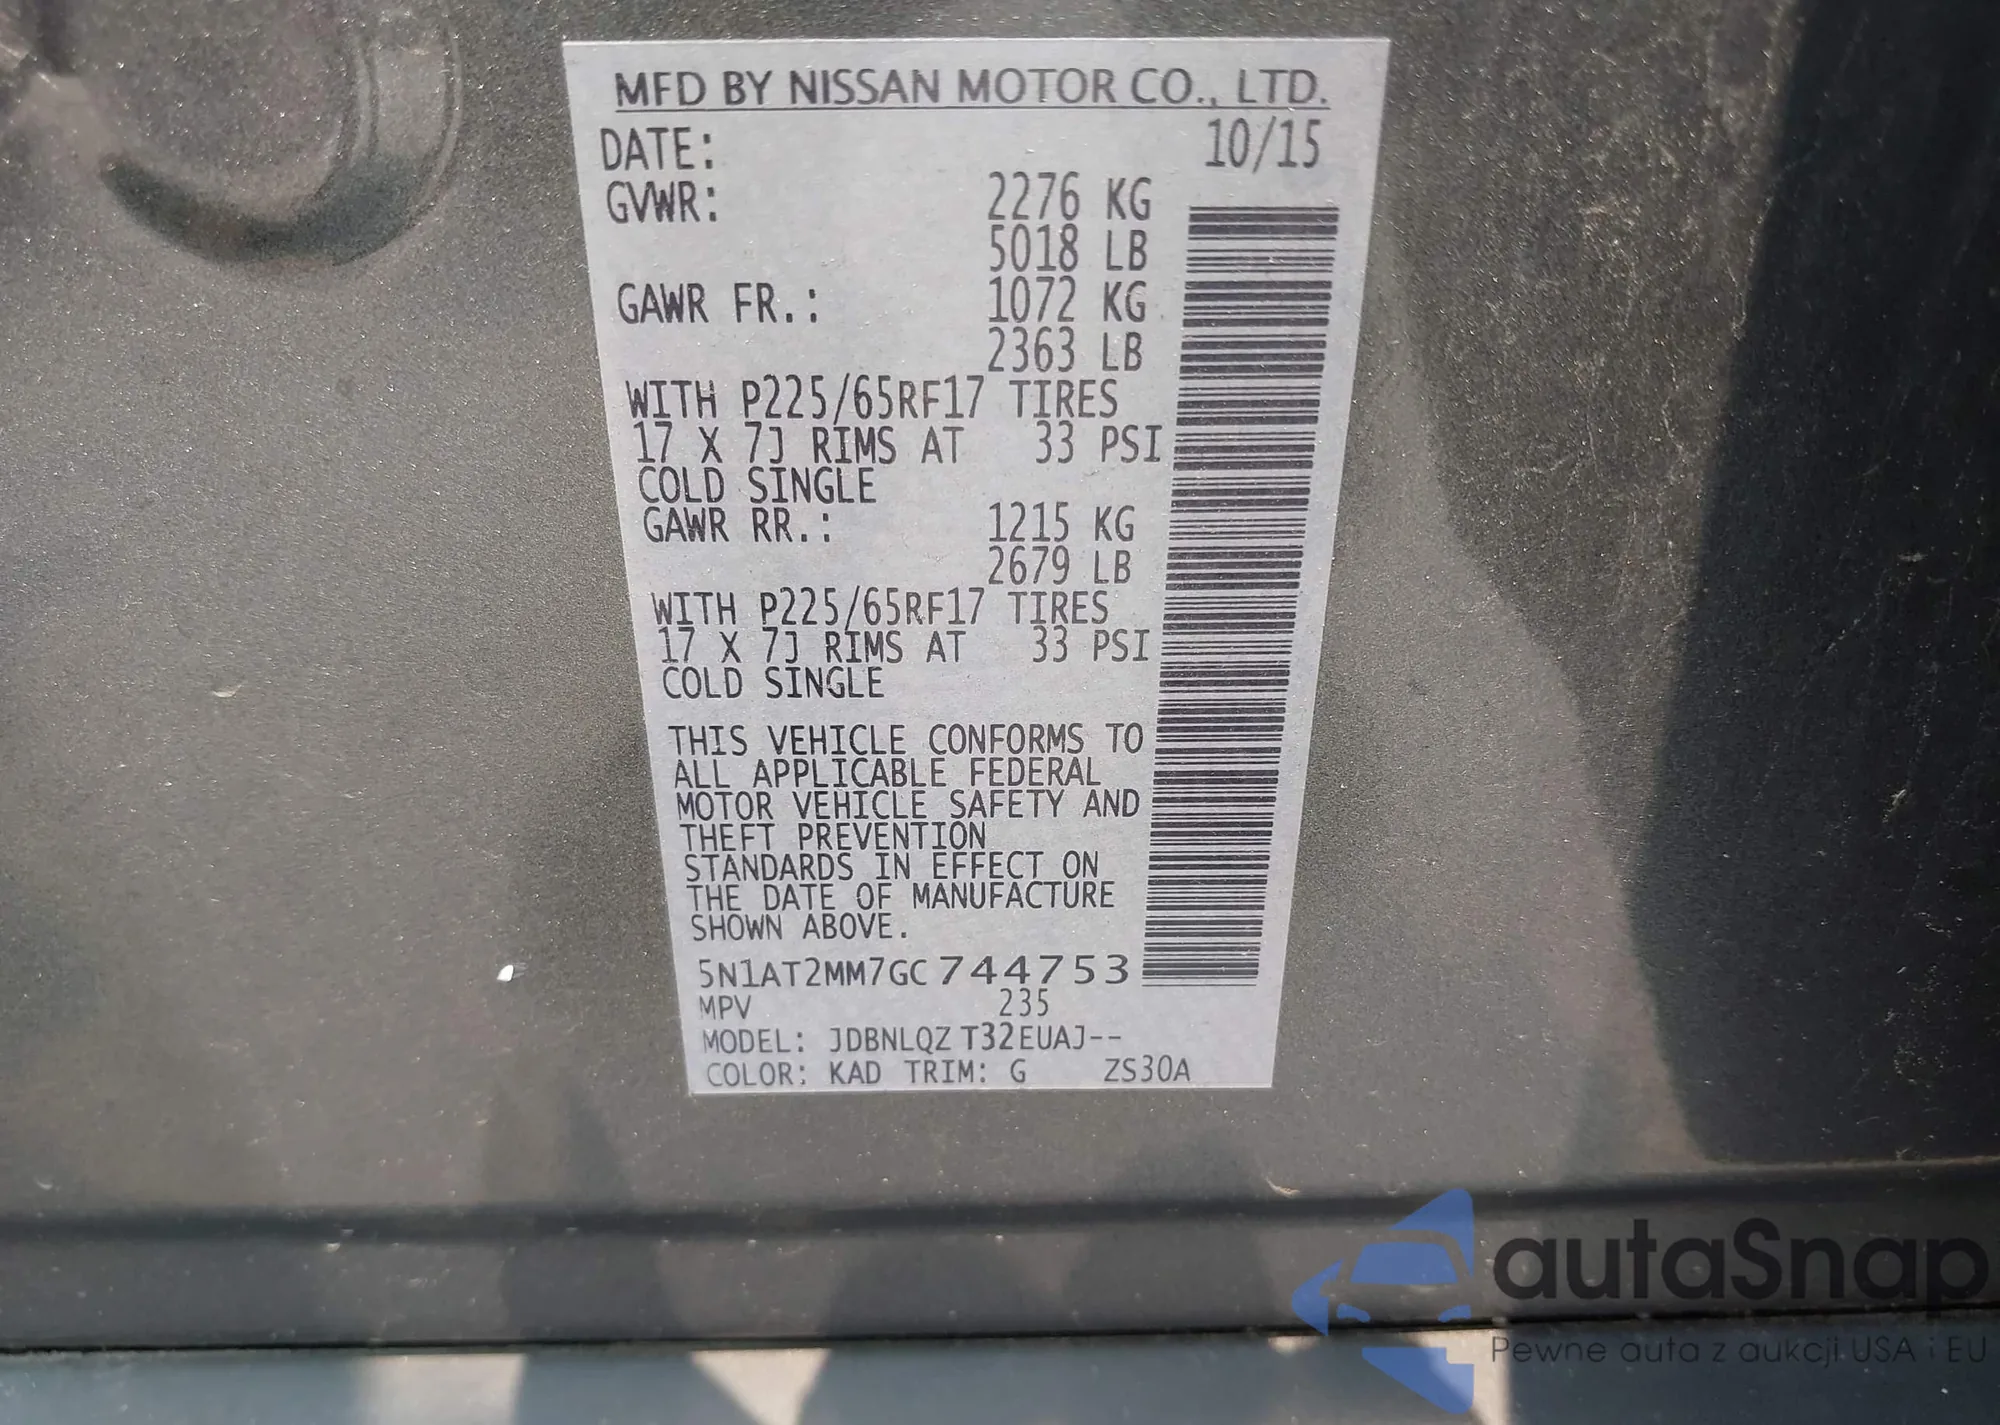 MFD BY NISSAN MOTOR CO., LTD.
DATE: 10/15
GVWR: 2276 KG
5018 LB
GAWR FR.: 1072 KG
2363 LB
WITH P225/65RF17 TIRES
17 X 7J RIMS AT 33 PSI
COLD SINGLE
GAWR RR.: 1215 KG
2679 LB
WITH P225/65RF17 TIRES
17 X 7J RIMS AT 33 PSI
COLD SINGLE
THIS VEHICLE CONFORMS TO
ALL APPLICABLE FEDERAL
MOTOR VEHICLE SAFETY AND
THEFT PREVENTION
STANDARDS IN EFFECT ON
THE DATE OF MANUFACTURE
SHOWN ABOVE.
5N1AT2MM7GC744753
MPV 235
MODEL: JDBNLQZ T32EUAJ--
COLOR: KAD TRIM: G ZS30A
autaSnap
Pewne auta z aukcji USA i EU